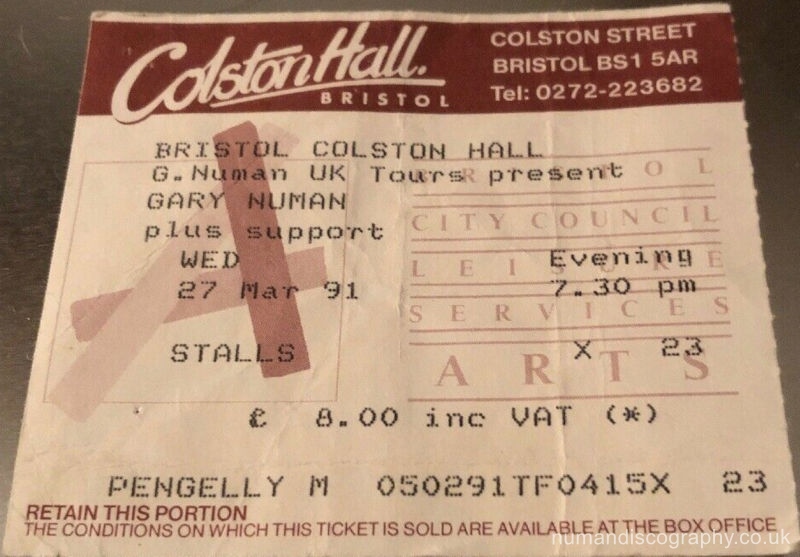 Colston Hall.
BRISTOL
COLSTON STREET
BRISTOL BS1 5AR
Tel: 0272-223682
BRISTOL COLSTON HALL
G.Numan UK Tours present
GARY NUMAN
plus support
WED Evening
27 Mar 91 7.30 pm
STALLS X 23
£ 8.00 inc VAT (*)
PENGELLY M 050291TF0415X 23
BRISTOL
CITY COUNCIL
LEISURE
SERVICES
ARTS
RETAIN THIS PORTION
THE CONDITIONS ON WHICH THIS TICKET IS SOLD ARE AVAILABLE AT THE BOX OFFICE
numandiscography.co.uk